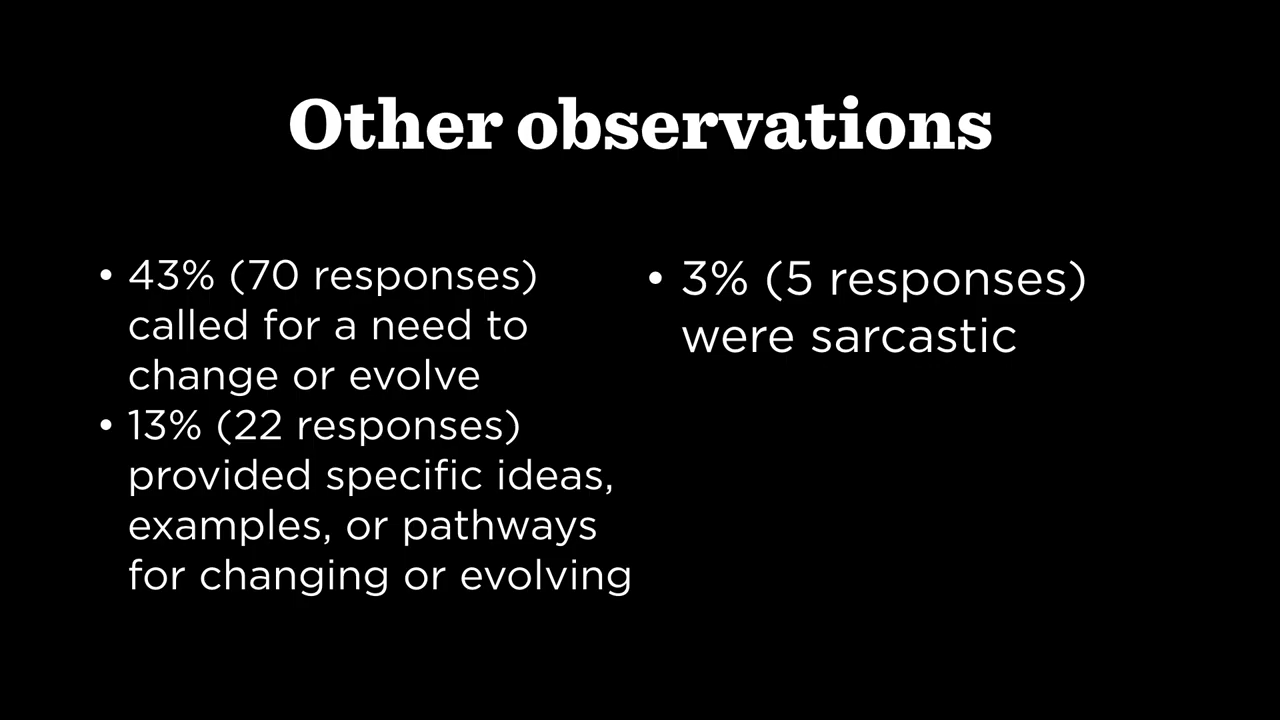 Other observations
• 43% (70 responses)
called for a need to
change or evolve
• 13% (22 responses)
provided specific ideas,
examples, or pathways
for changing or evolving
• 3% (5 responses)
were sarcastic